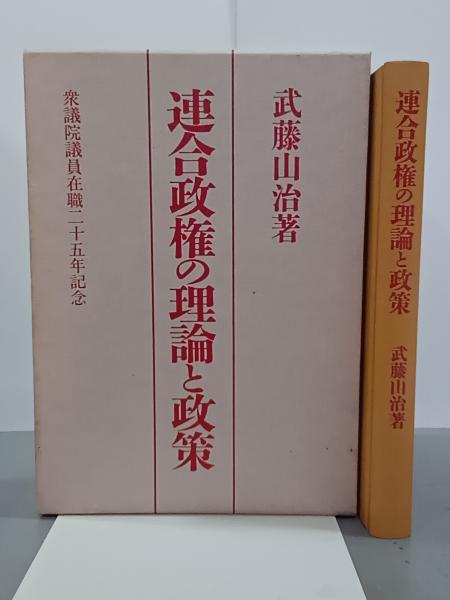 武藤山治著
連合政権の理論と政策
衆議院議員在職二十五年記念
連合政権の理論と政策
武藤山治著